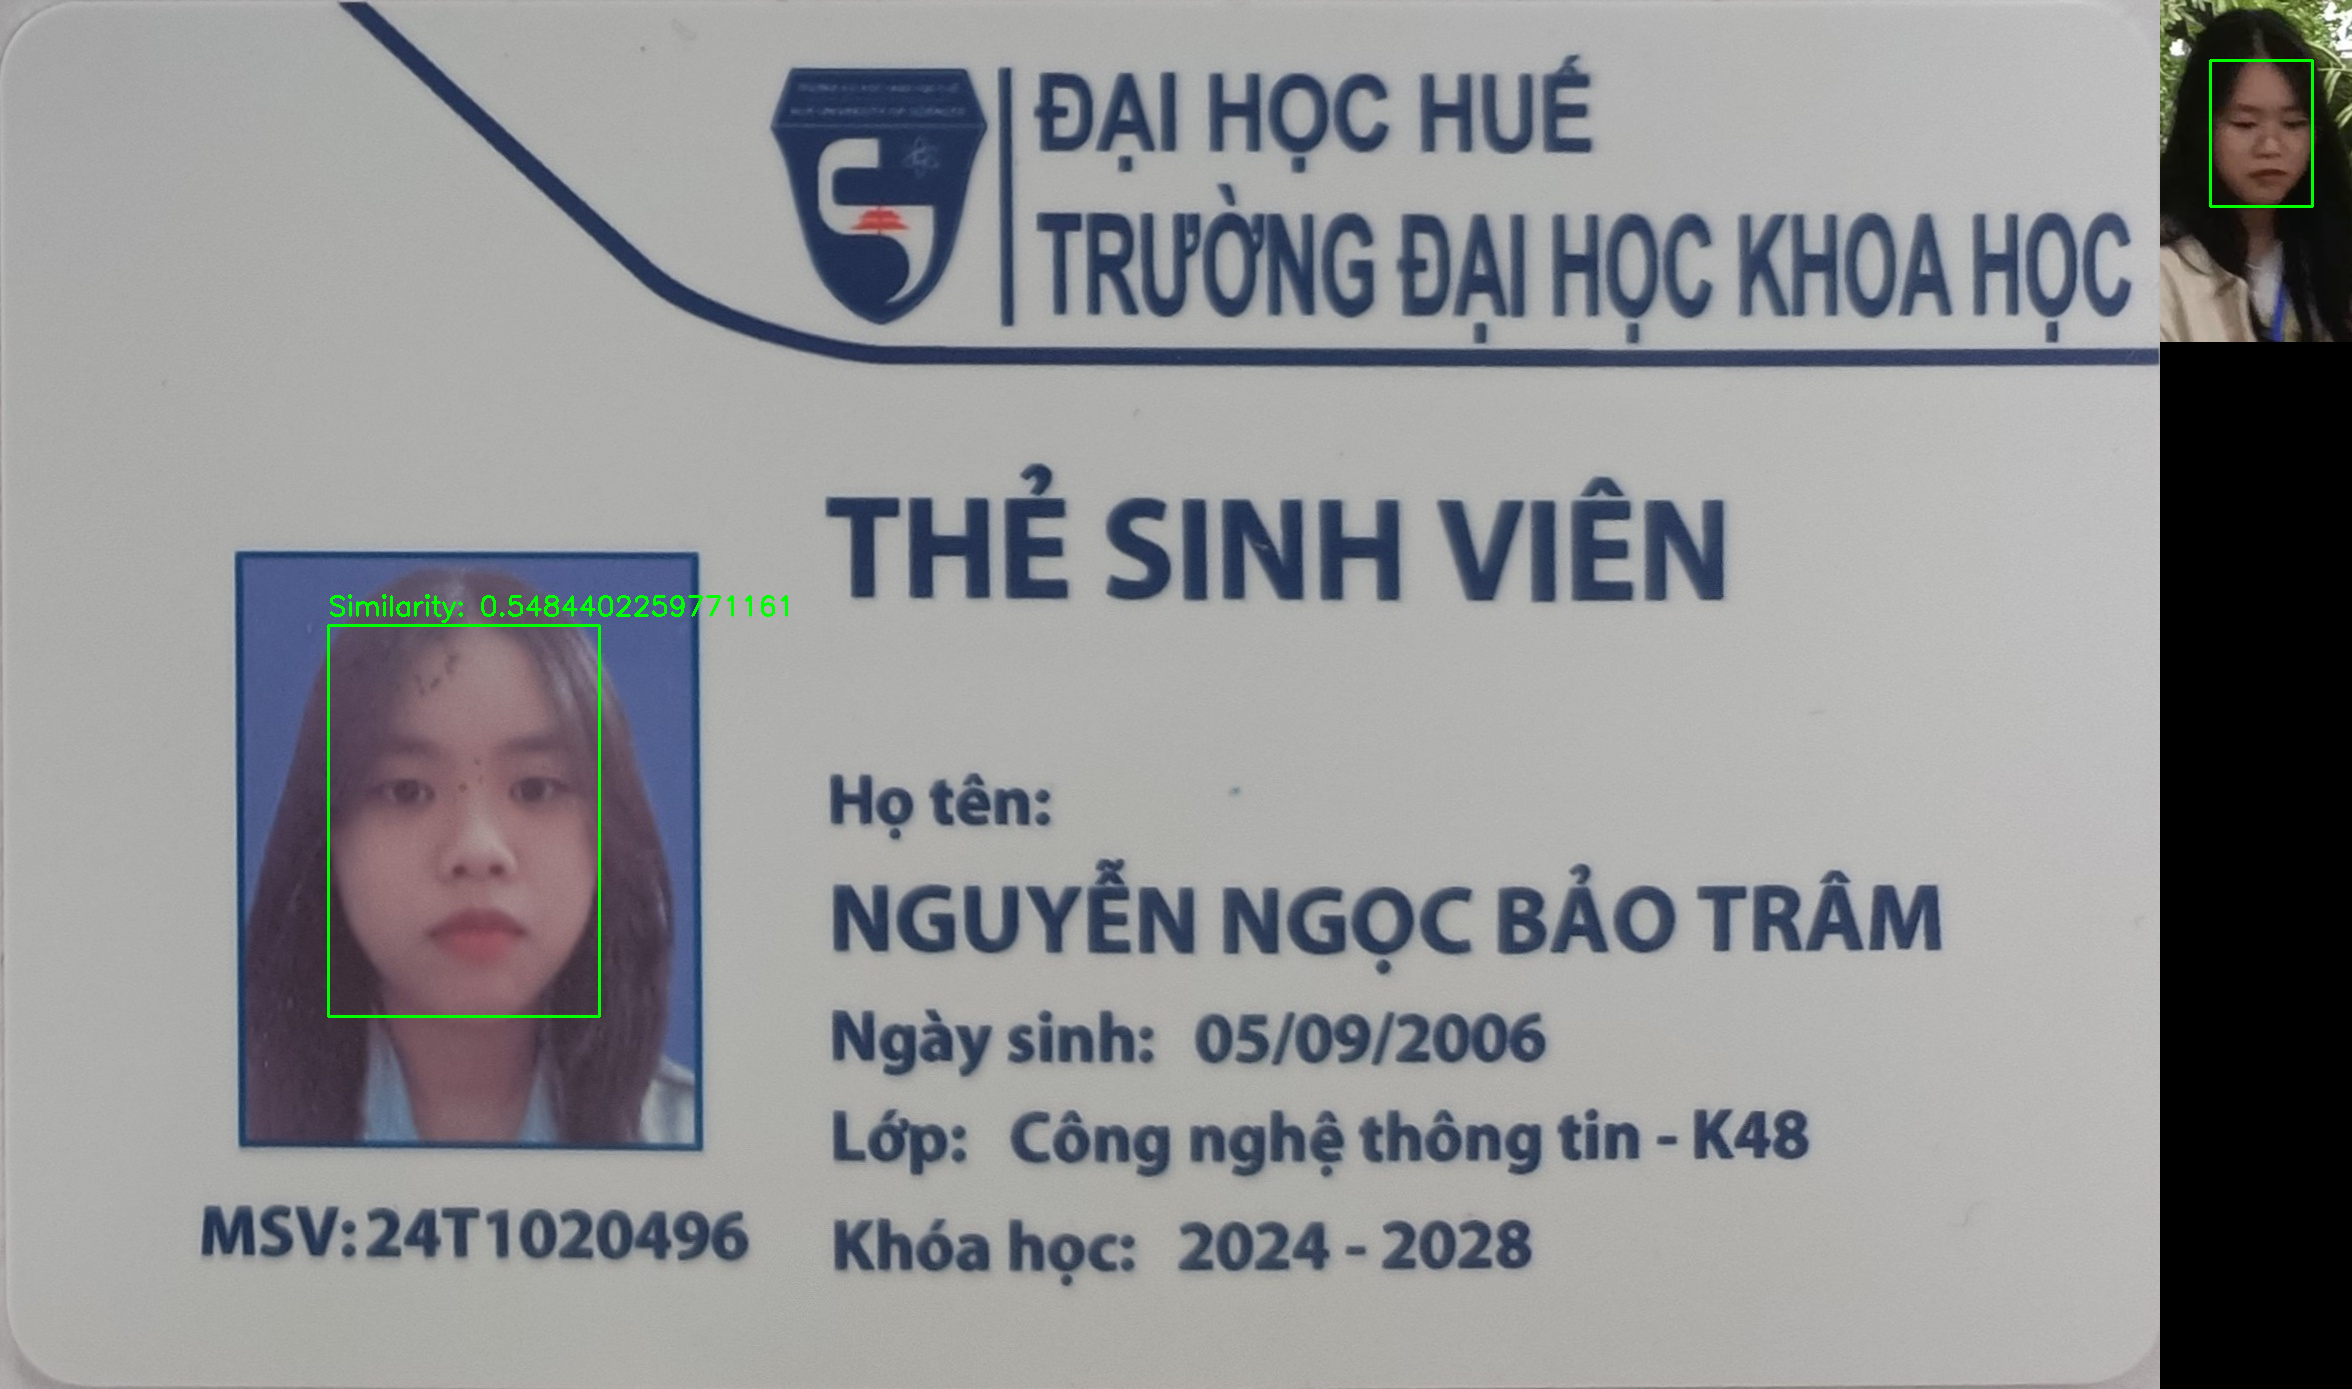 ĐẠI HỌC HUẾ
TRƯỜNG ĐẠI HỌC KHOA HỌC
THẺ SINH VIÊN
Similarity: 0.5484402259771161
Họ tên:
NGUYỄN NGỌC BẢO TRÂM
Ngày sinh: 05/09/2006
Lớp: Công nghệ thông tin - K48
MSV: 24T1020496
Khóa học: 2024 - 2028